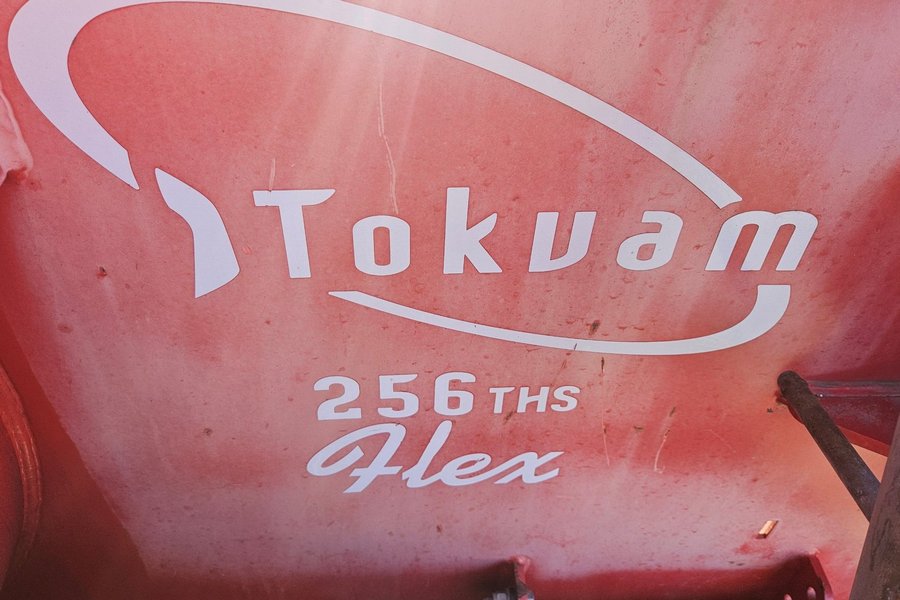 Tokvam
256 THS
Flex